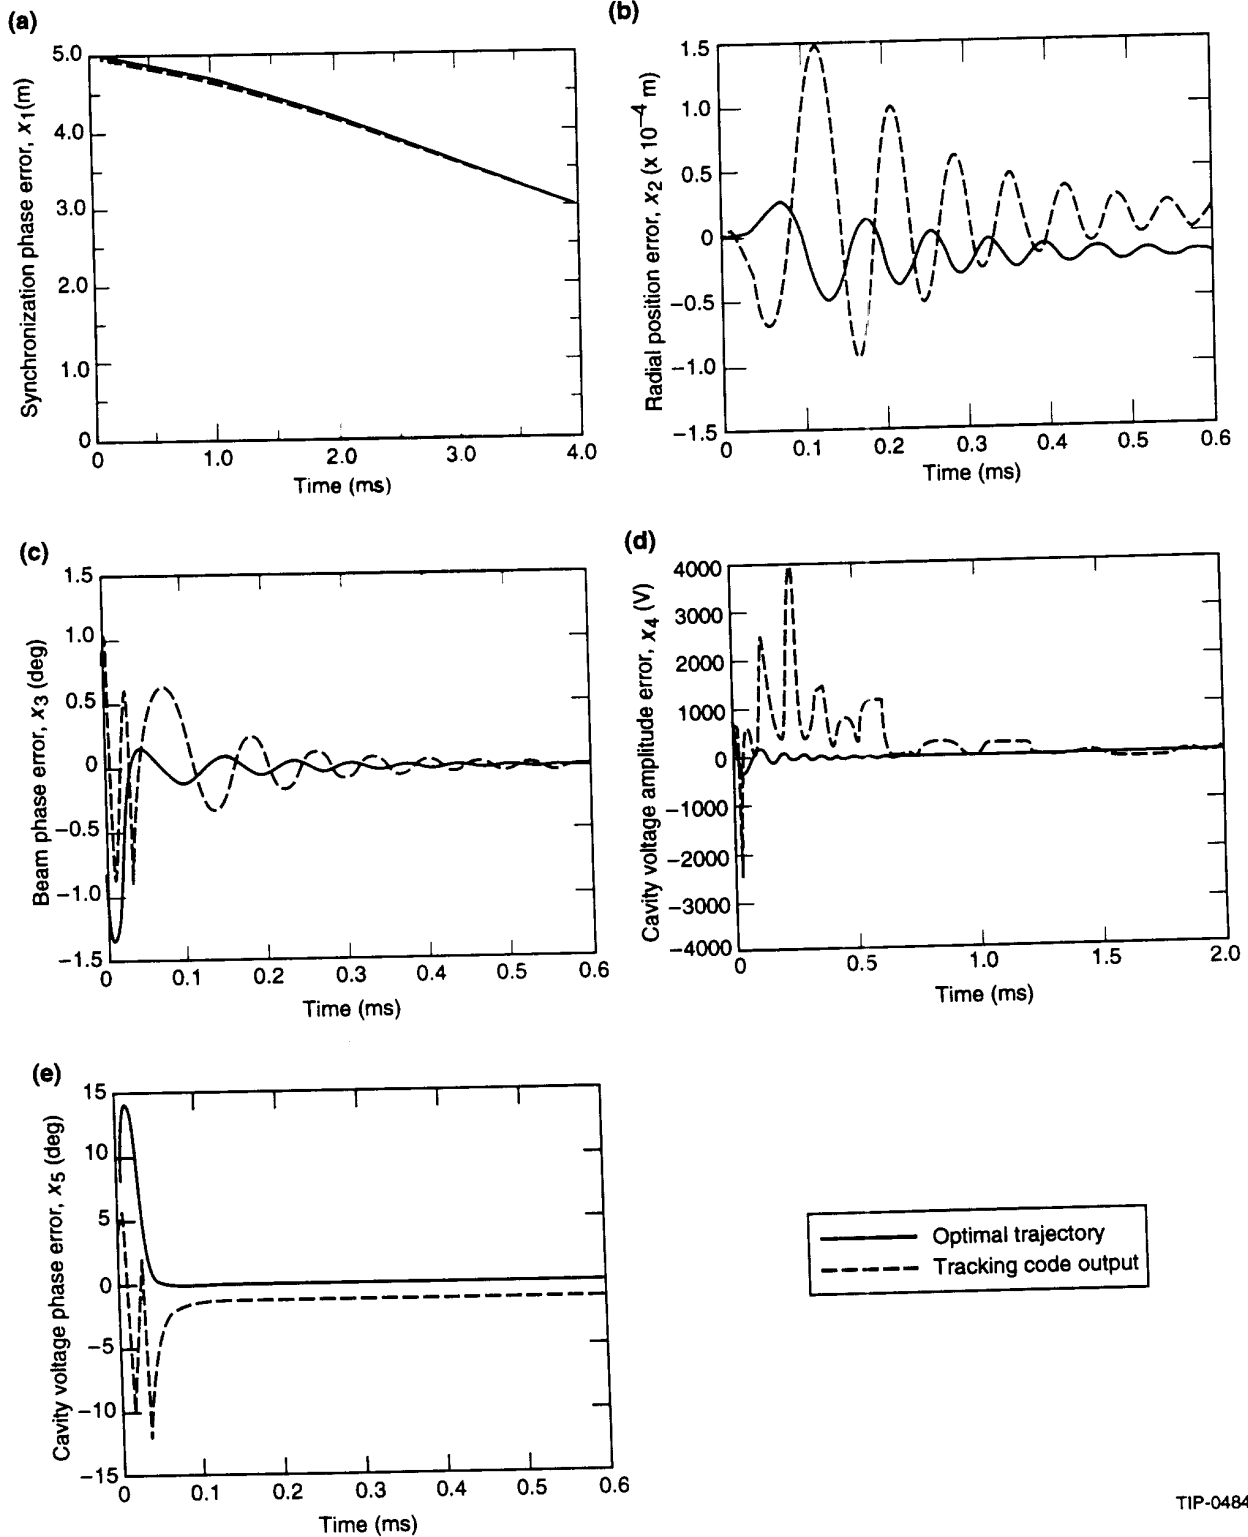 (a)
5.0
4.0
3.0
2.0
1.0
0
Synchronization phase error, x1(m)
0 1.0 2.0 3.0 4.0
Time (ms)
(b)
1.5
1.0
0.5
0
−0.5
−1.0
−1.5
Radial position error, x2 (x 10−4 m)
0 0.1 0.2 0.3 0.4 0.5 0.6
Time (ms)
(c)
1.5
1.0
0.5
0
−0.5
−1.0
−1.5
Beam phase error, x3 (deg)
0 0.1 0.2 0.3 0.4 0.5 0.6
Time (ms)
(d)
4000
3000
2000
1000
0
−1000
−2000
−3000
−4000
Cavity voltage amplitude error, x4 (V)
0 0.5 1.0 1.5 2.0
Time (ms)
(e)
15
10
5
0
−5
−10
−15
Cavity voltage phase error, x5 (deg)
0 0.1 0.2 0.3 0.4 0.5 0.6
Time (ms)
Optimal trajectory
Tracking code output
TIP-0484